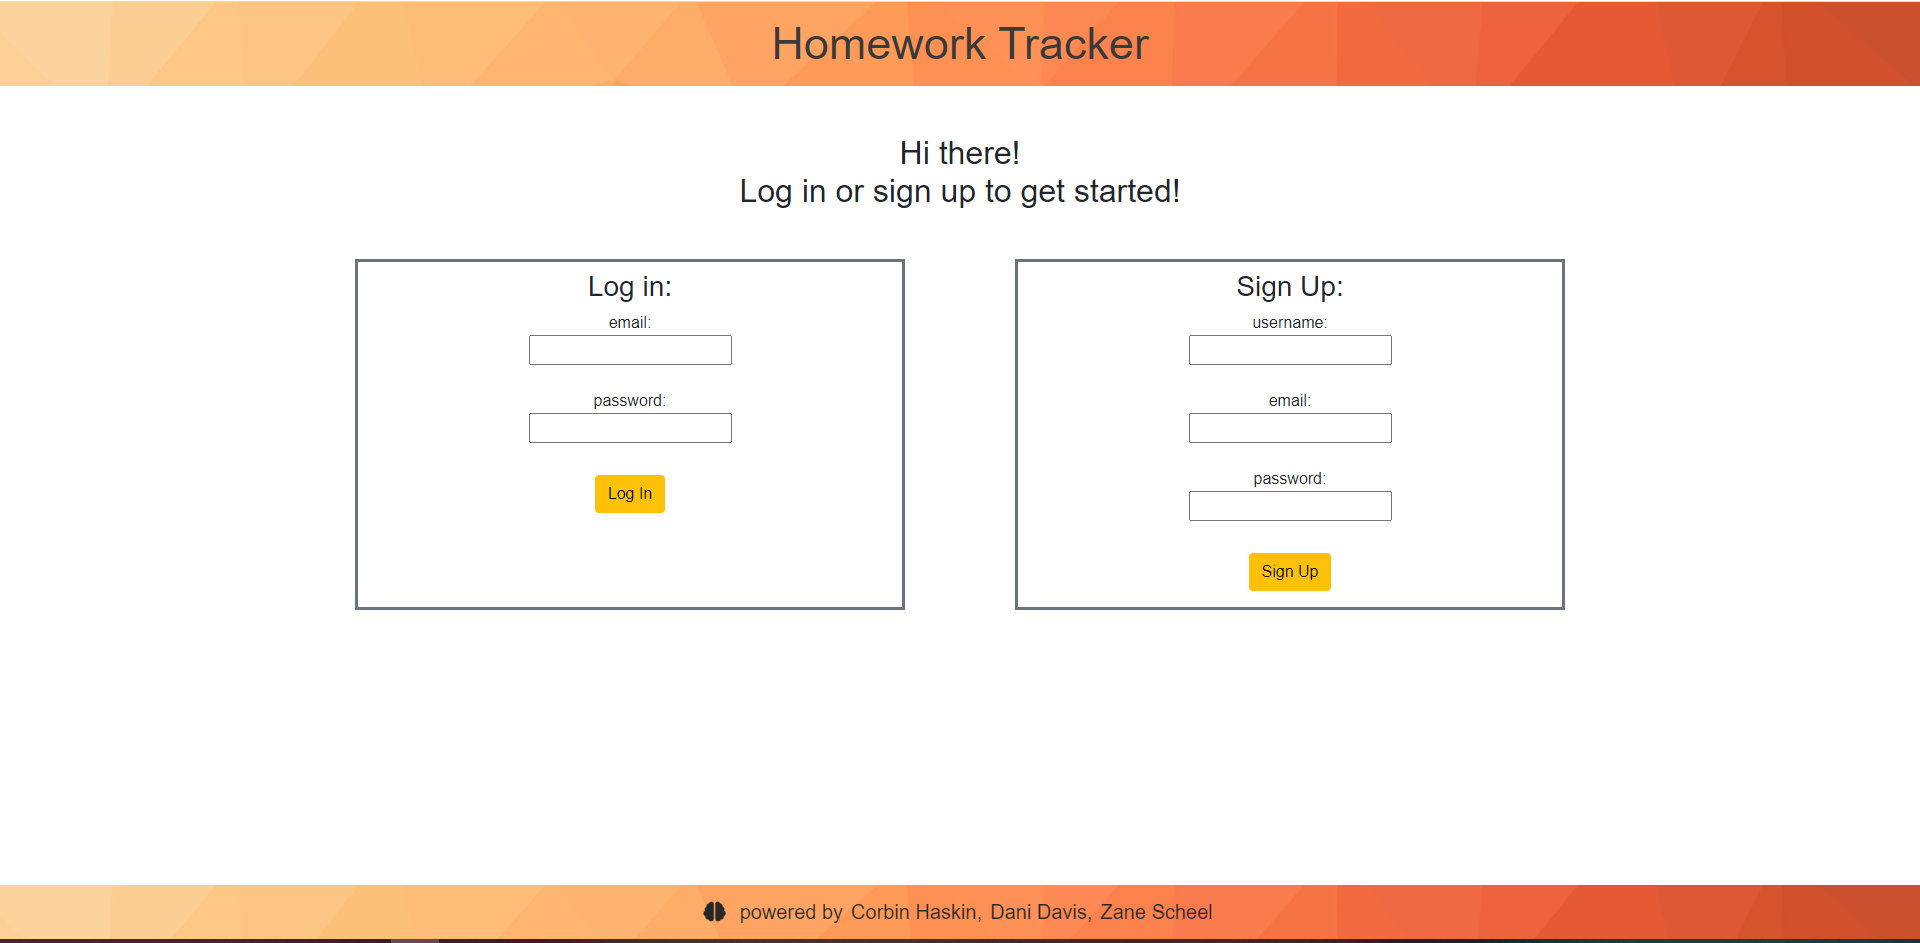 Homework Tracker
Hi there!
Log in or sign up to get started!
Log in:
email:
password:
Log In
Sign Up:
username:
email:
password:
Sign Up
powered by Corbin Haskin, Dani Davis, Zane Scheel